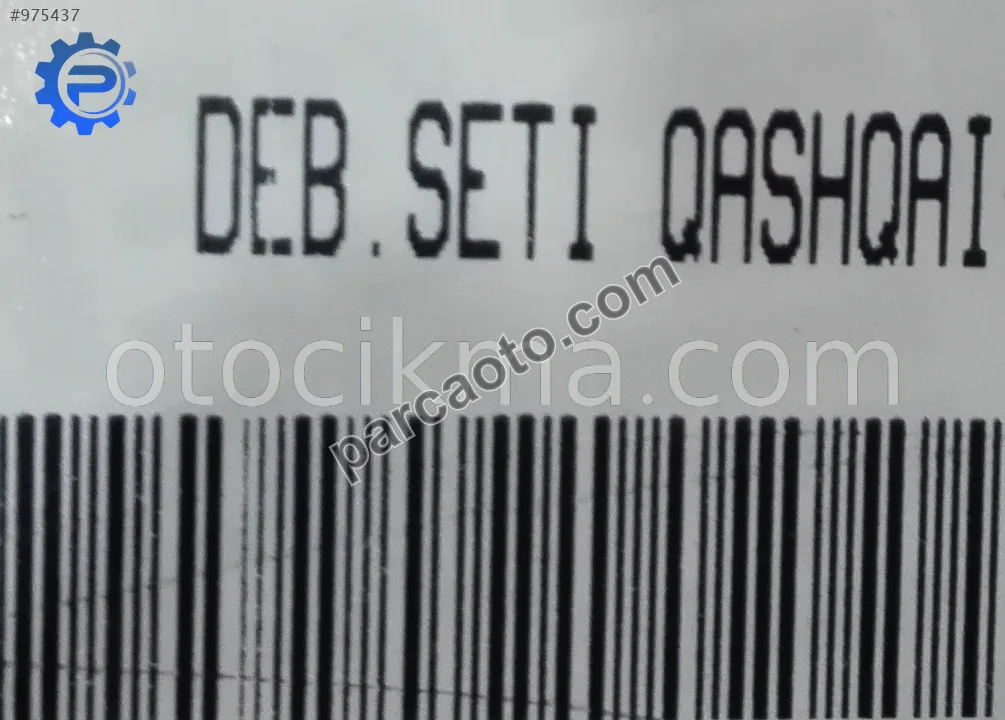 #975437
P
DEB.SETI QASHQAI
otocikma.com
parcaoto.com